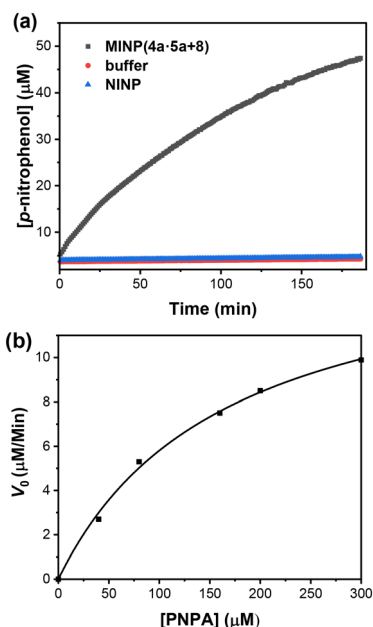 (a)
50
40
30
20
10
MINP(4a·5a+8)
buffer
NINP
[p-nitrophenol] (μM)
0
50
100
150
Time (min)
(b)
10
8
6
4
2
0
V0 (μM/Min)
0
50
100
150
200
250
300
[PNPA] (μM)